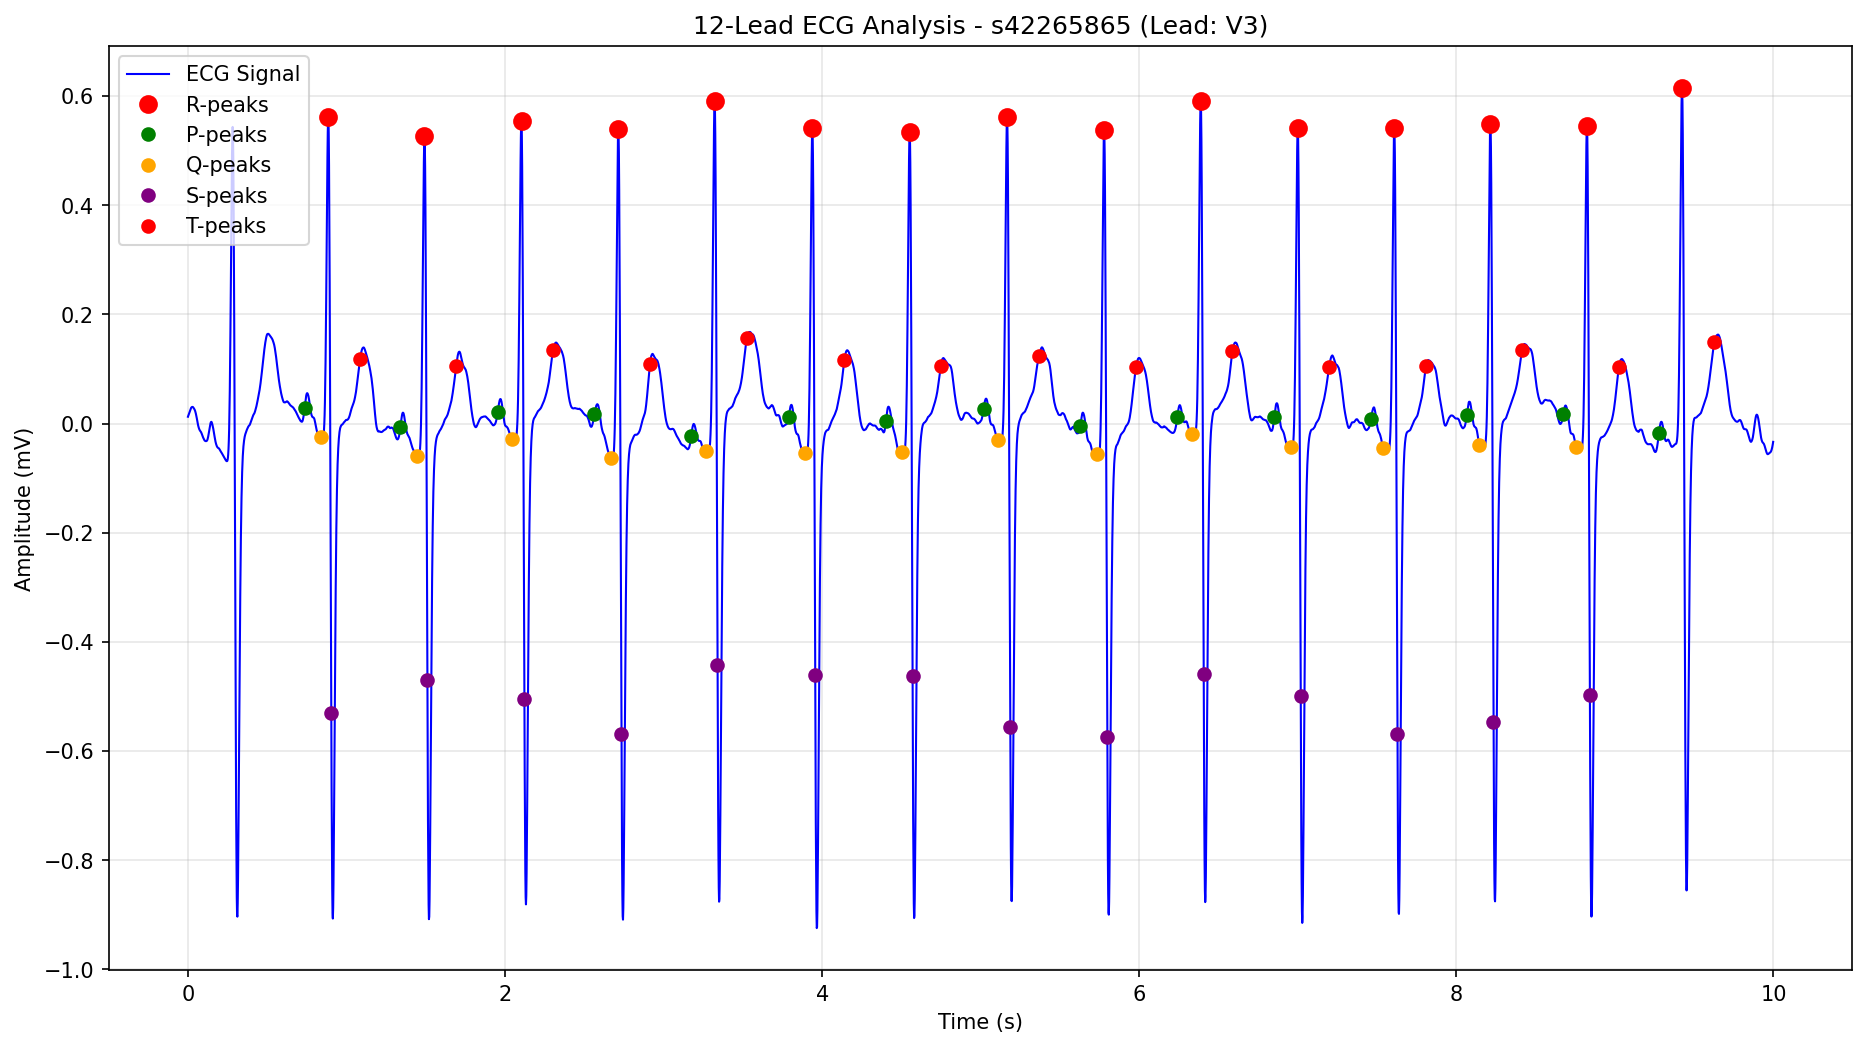 12-Lead ECG Analysis - s42265865 (Lead: V3)
ECG Signal
R-peaks
P-peaks
Q-peaks
S-peaks
T-peaks
0.6
0.4
0.2
0.0
−0.2
−0.4
−0.6
−0.8
−1.0
Amplitude (mV)
0 2 4 6 8 10
Time (s)